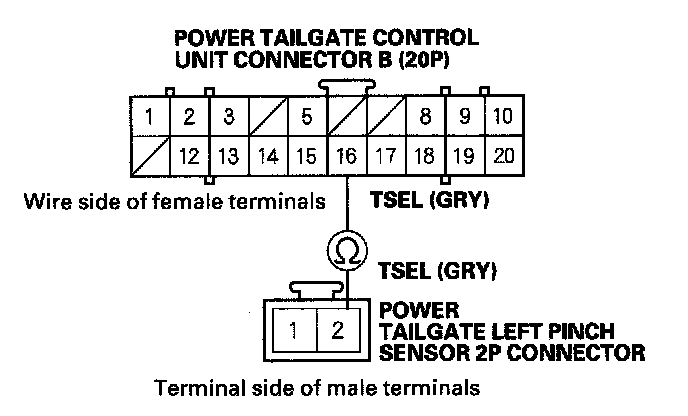 POWER TAILGATE CONTROL
UNIT CONNECTOR B (20P)
1 2 3 5 8 9 10
12 13 14 15 16 17 18 19 20
Wire side of female terminals
TSEL (GRY)
Ω
TSEL (GRY)
1 2
POWER
TAILGATE LEFT PINCH
SENSOR 2P CONNECTOR
Terminal side of male terminals